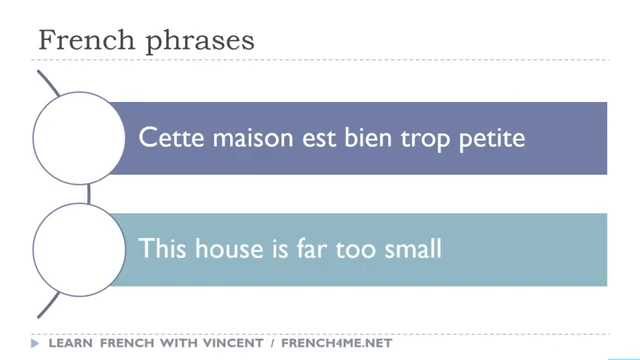 French phrases
Cette maison est bien trop petite
This house is far too small
LEARN FRENCH WITH VINCENT / FRENCH4ME.NET